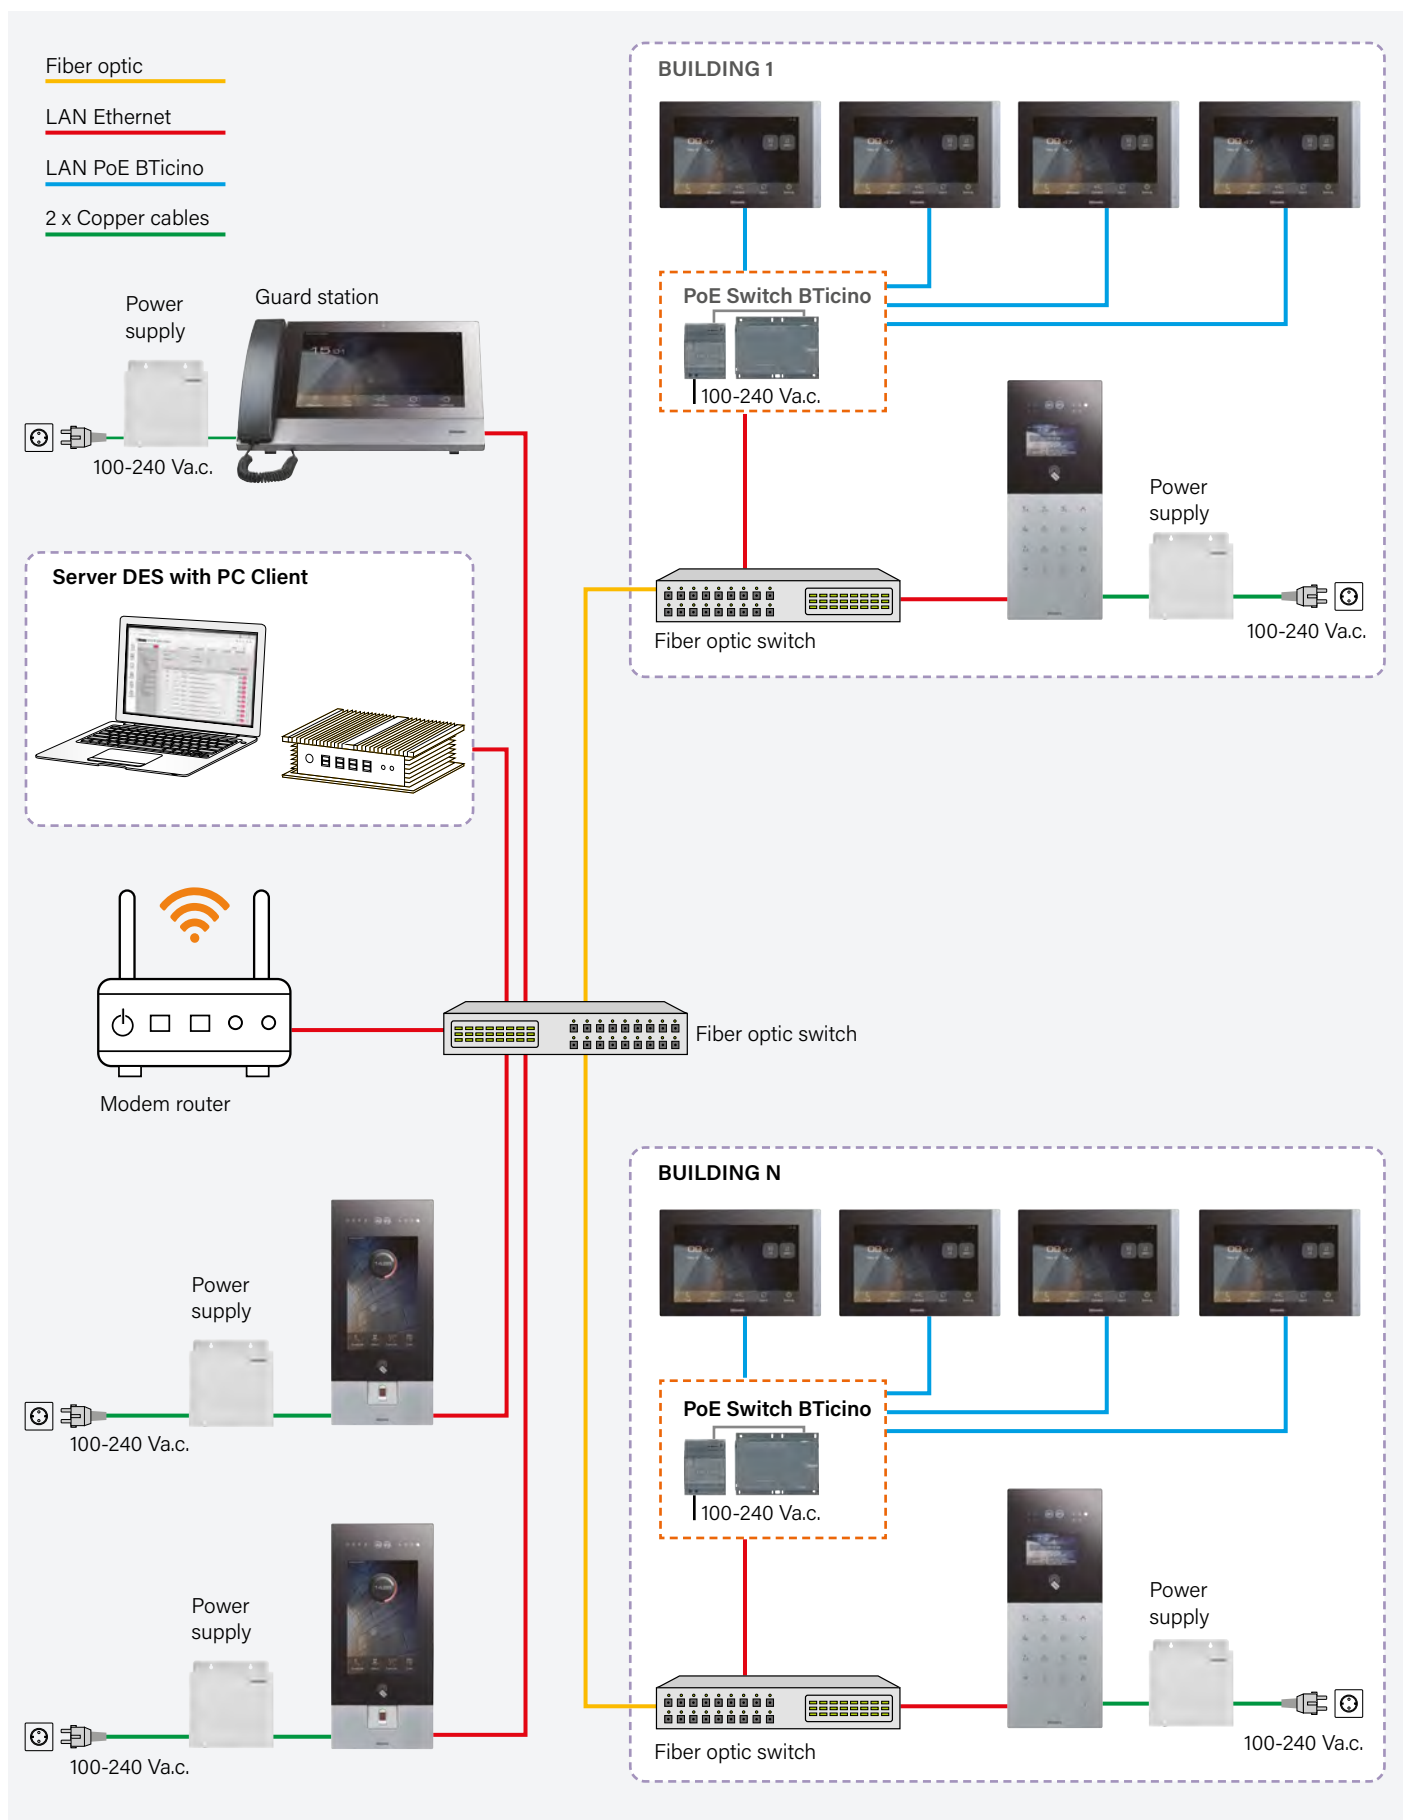 Fiber optic
LAN Ethernet
LAN PoE BTicino
2 x Copper cables
Power
supply
Guard station
100-240 Va.c.
Server DES with PC Client
Modem router
Fiber optic switch
Power
supply
100-240 Va.c.
Power
supply
100-240 Va.c.
BUILDING 1
PoE Switch BTicino
100-240 Va.c.
Power
supply
100-240 Va.c.
Fiber optic switch
BUILDING N
PoE Switch BTicino
100-240 Va.c.
Power
supply
100-240 Va.c.
Fiber optic switch